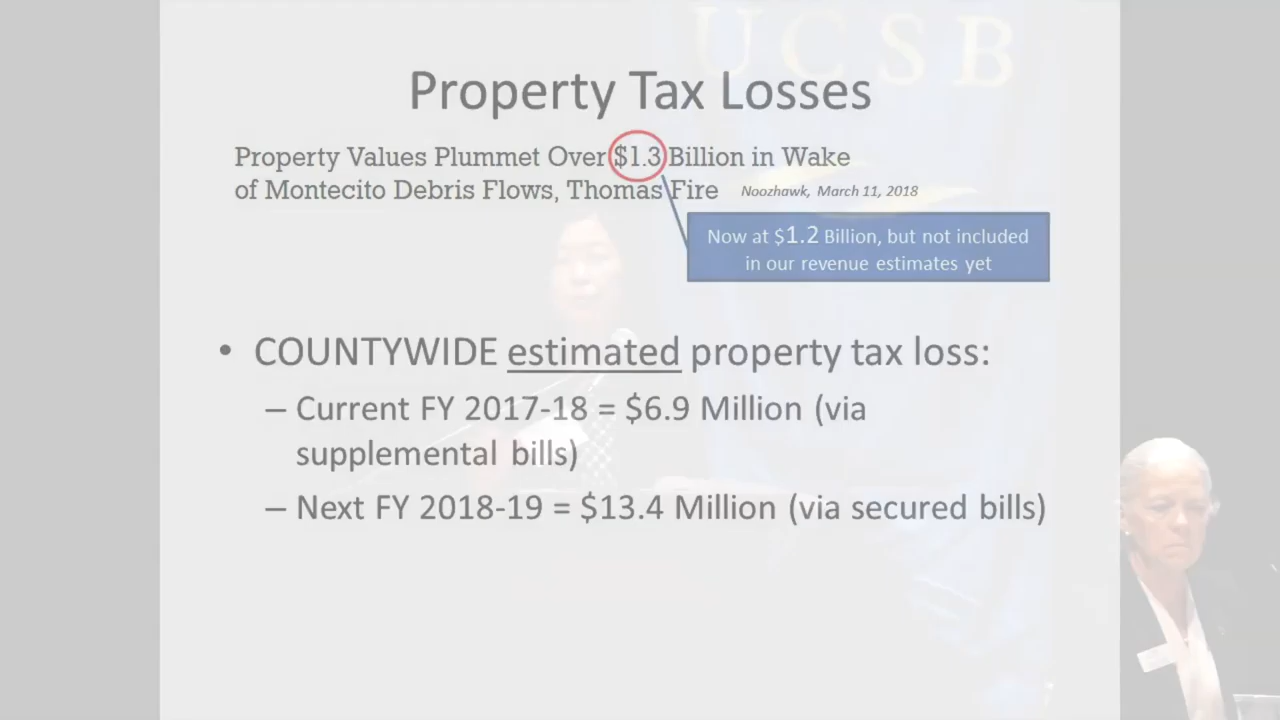 UCSB
Property Tax Losses
Property Values Plummet Over $1.3 Billion in Wake
of Montecito Debris Flows, Thomas Fire Noozhawk, March 11, 2018
Now at $1.2 Billion, but not included
in our revenue estimates yet
• COUNTYWIDE estimated property tax loss:
– Current FY 2017-18 = $6.9 Million (via
supplemental bills)
– Next FY 2018-19 = $13.4 Million (via secured bills)